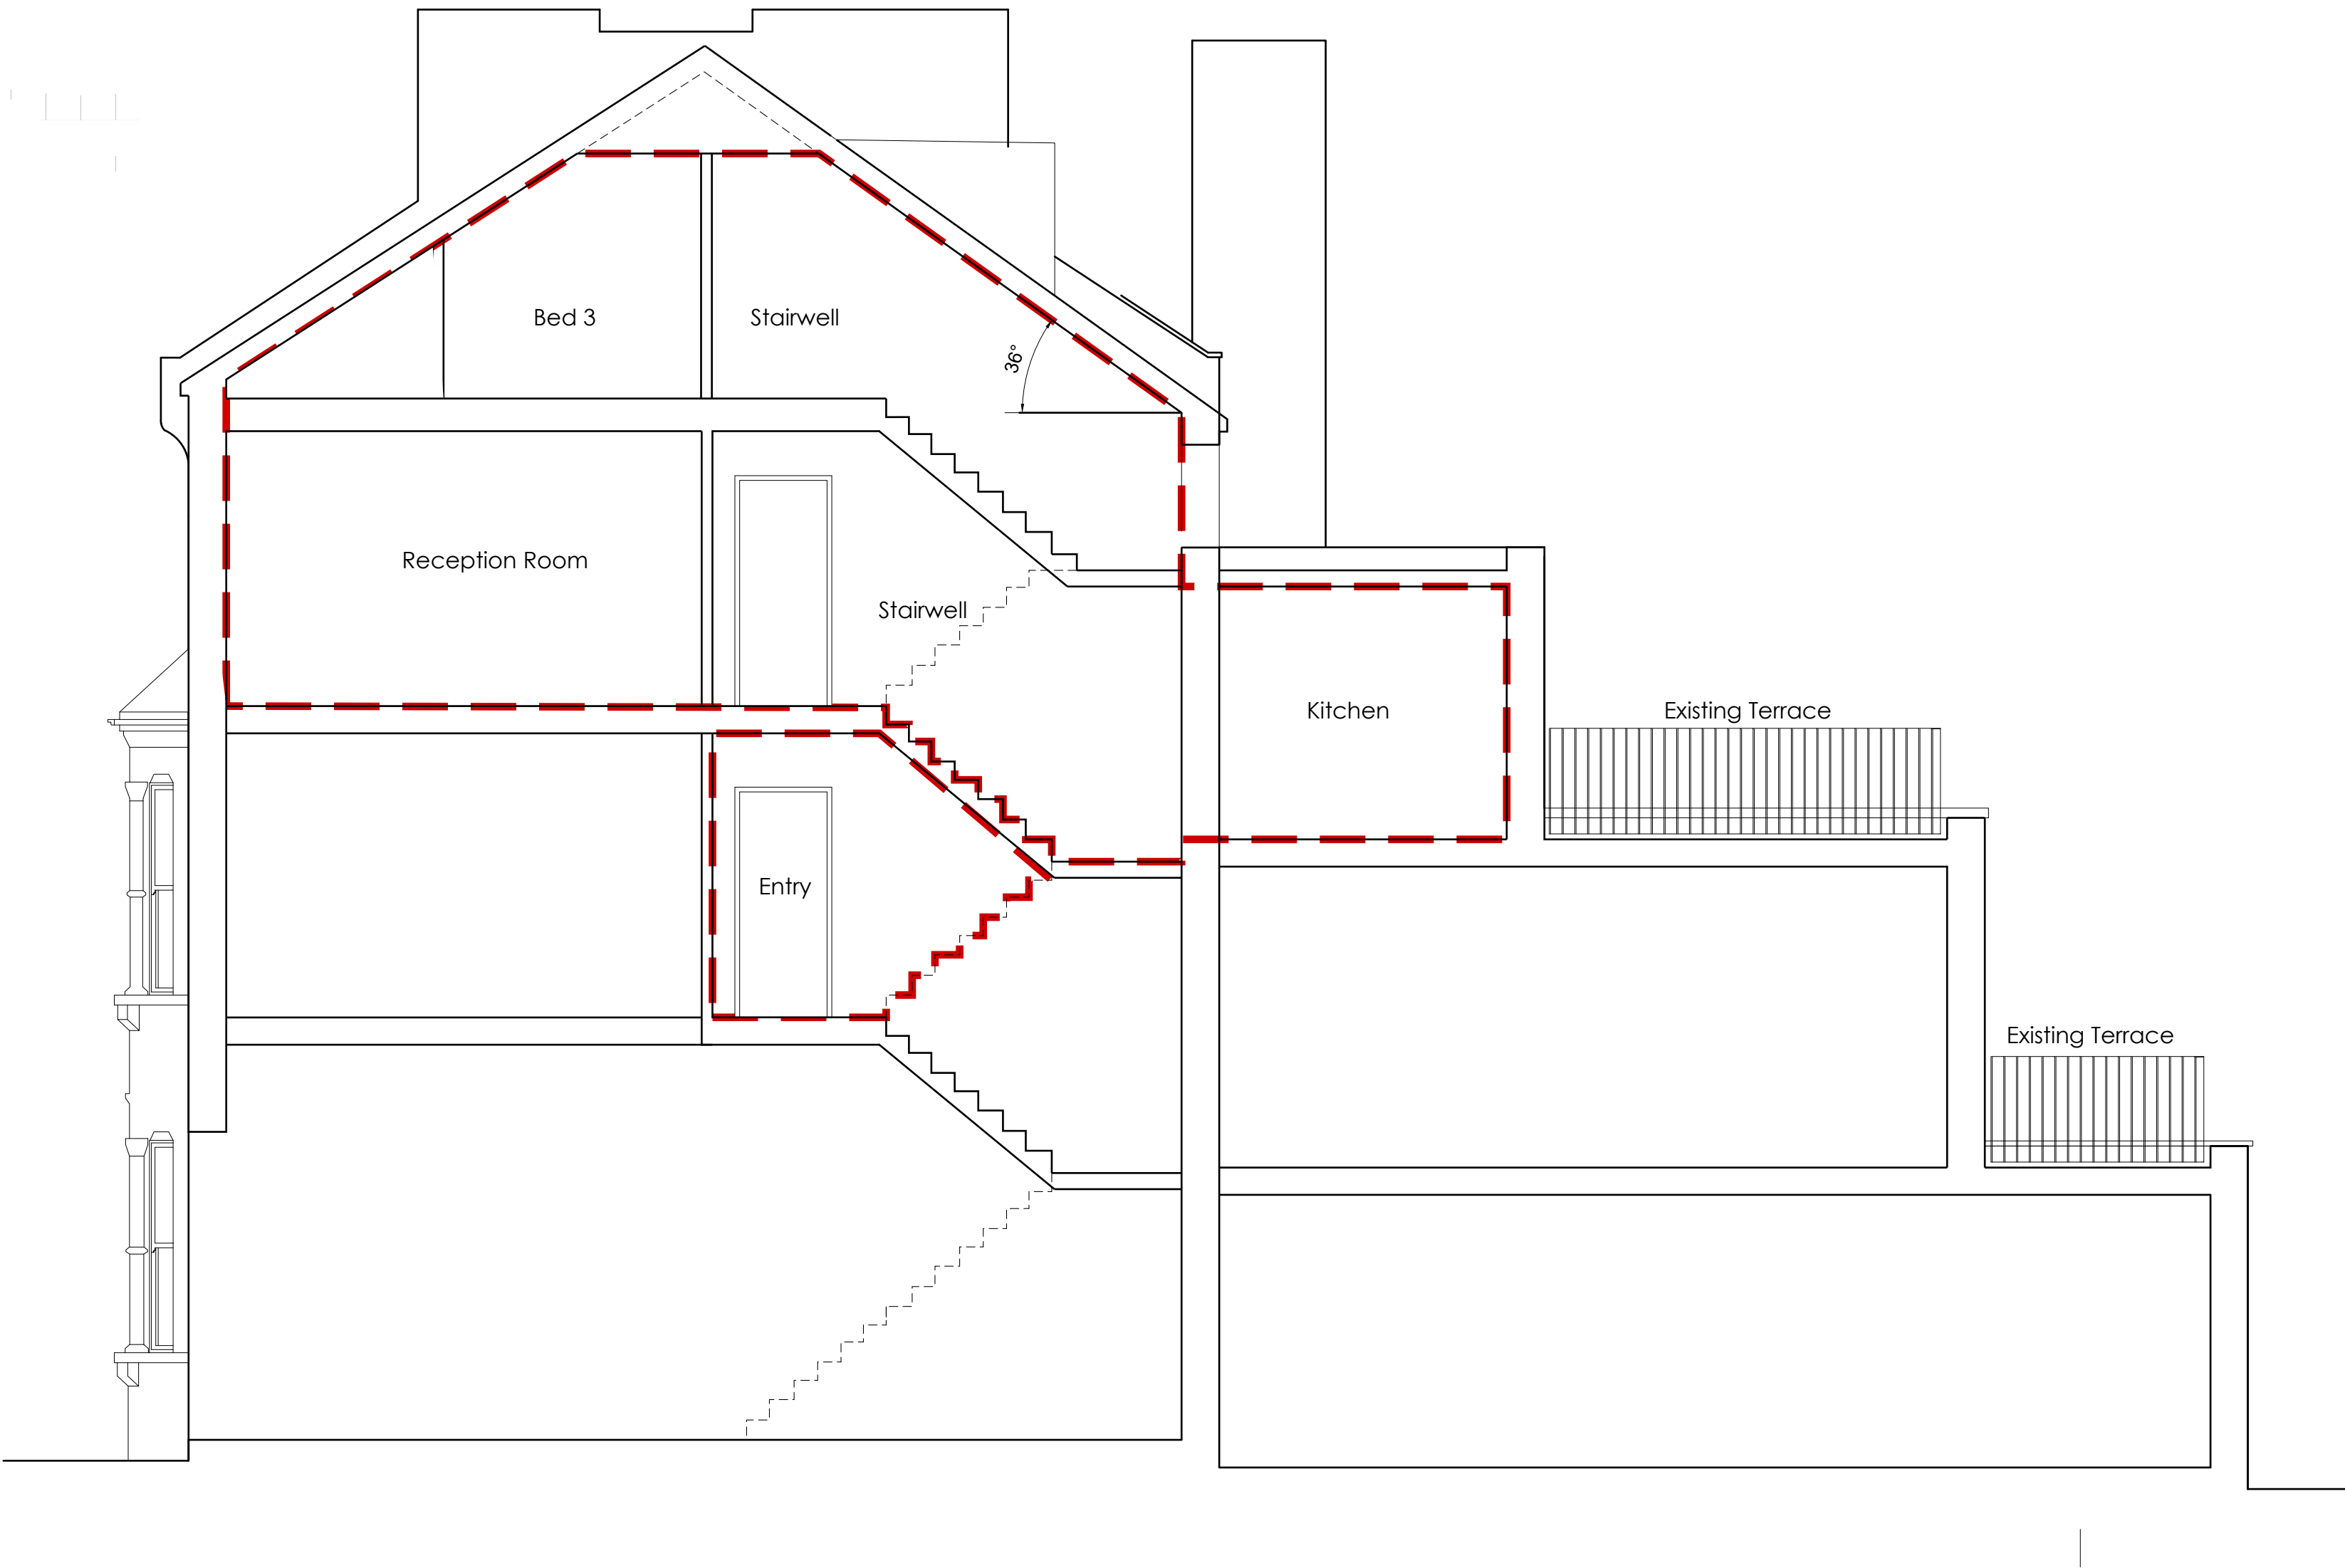 Bed 3
Stairwell
36°
Reception Room
Stairwell
Kitchen
Existing Terrace
Entry
Existing Terrace